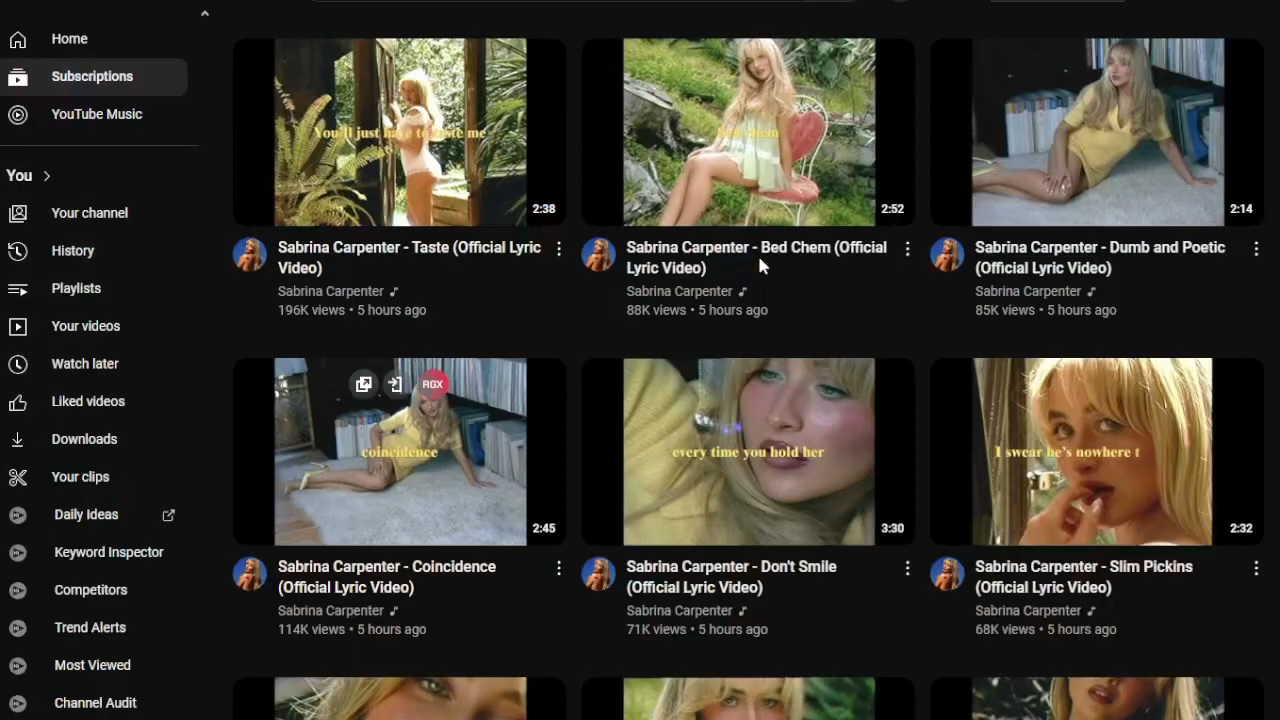 Home
Subscriptions
YouTube Music
You
Your channel
History
Playlists
Your videos
Watch later
Liked videos
Downloads
Your clips
Daily Ideas
Keyword Inspector
Competitors
Trend Alerts
Most Viewed
Channel Audit
You'll just have to taste me
2:38
Sabrina Carpenter - Taste (Official Lyric
Video)
Sabrina Carpenter
196K views • 5 hours ago
2:52
Sabrina Carpenter - Bed Chem (Official
Lyric Video)
Sabrina Carpenter
88K views • 5 hours ago
2:14
Sabrina Carpenter - Dumb and Poetic
(Official Lyric Video)
Sabrina Carpenter
85K views • 5 hours ago
RGX
coincidence
2:45
Sabrina Carpenter - Coincidence
(Official Lyric Video)
Sabrina Carpenter
114K views • 5 hours ago
every time you hold her
3:30
Sabrina Carpenter - Don't Smile
(Official Lyric Video)
Sabrina Carpenter
71K views • 5 hours ago
I swear he's nowhere t
2:32
Sabrina Carpenter - Slim Pickins
(Official Lyric Video)
Sabrina Carpenter
68K views • 5 hours ago